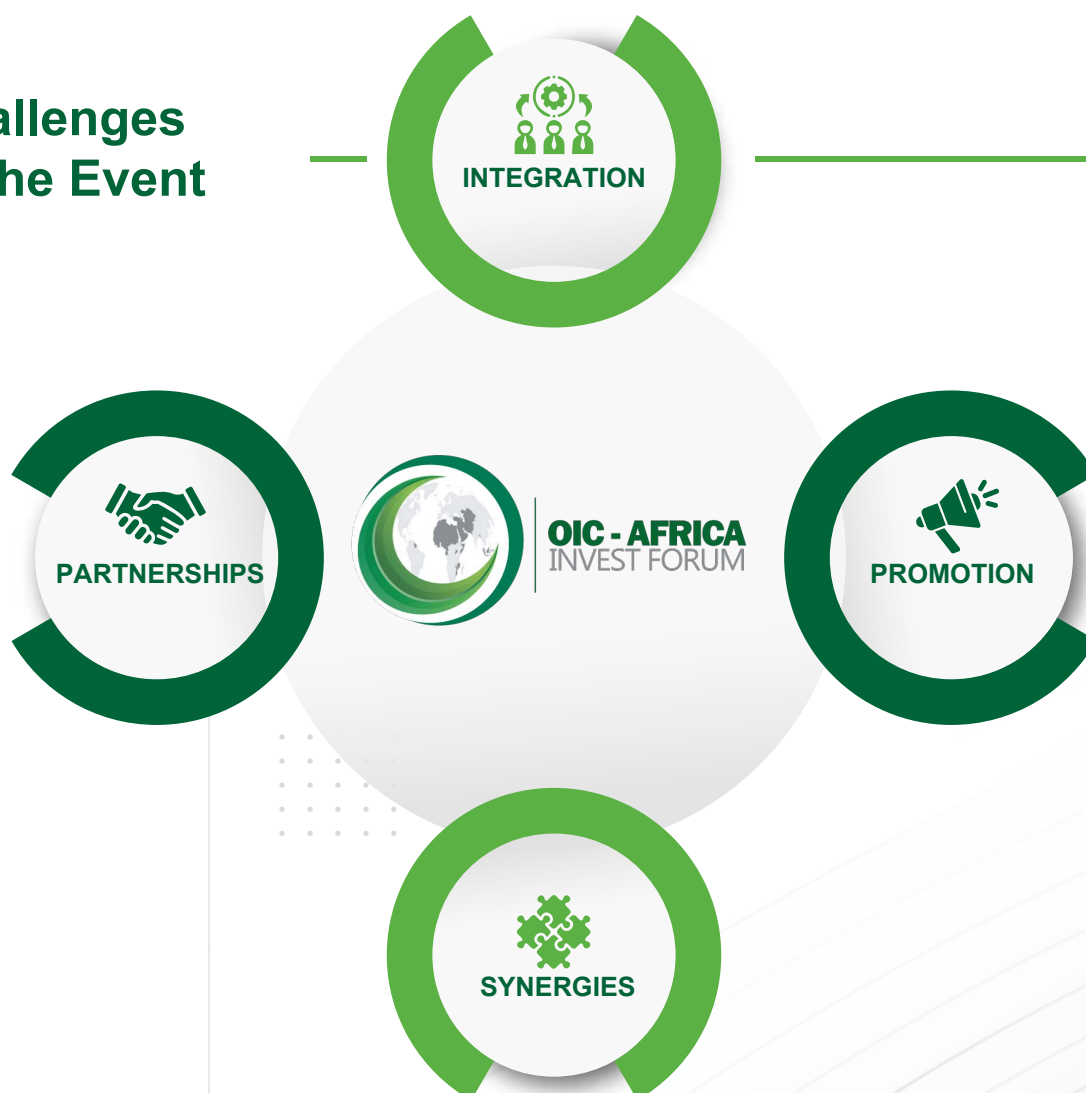 allenges
he Event
INTEGRATION
PARTNERSHIPS
OIC - AFRICA
INVEST FORUM
PROMOTION
SYNERGIES